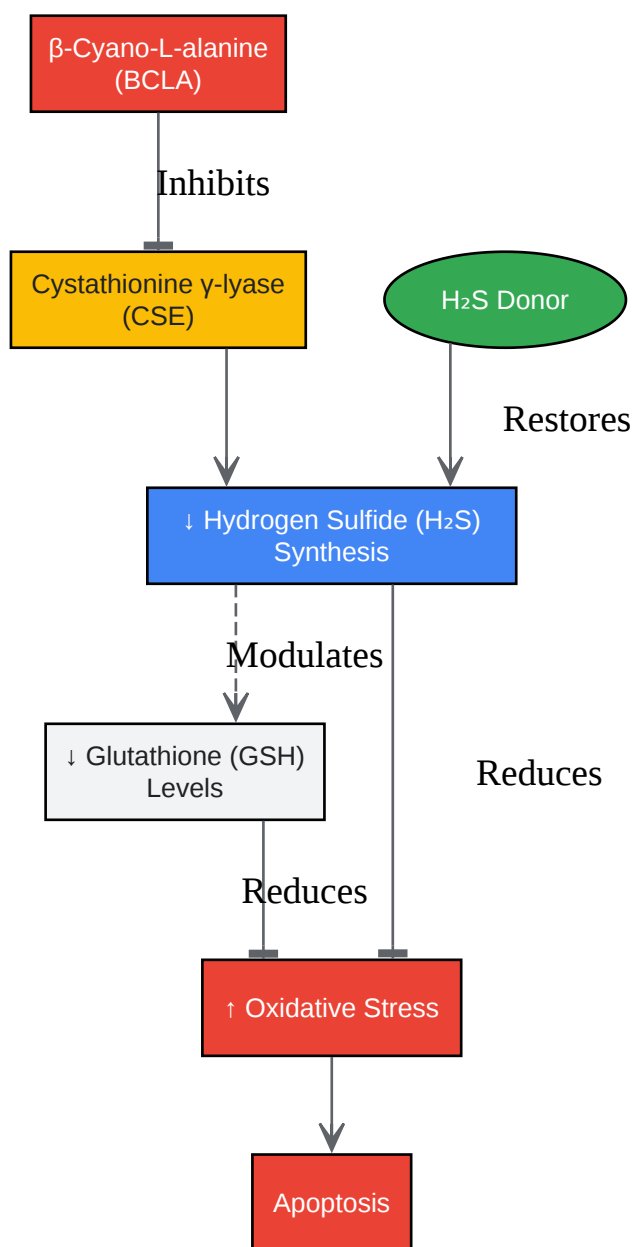 β-Cyano-L-alanine
(BCLA)
Inhibits
Cystathionine γ-lyase
(CSE)
H₂S Donor
Restores
↓ Hydrogen Sulfide (H₂S)
Synthesis
Modulates
↓ Glutathione (GSH)
Levels
Reduces
Reduces
↑ Oxidative Stress
Apoptosis